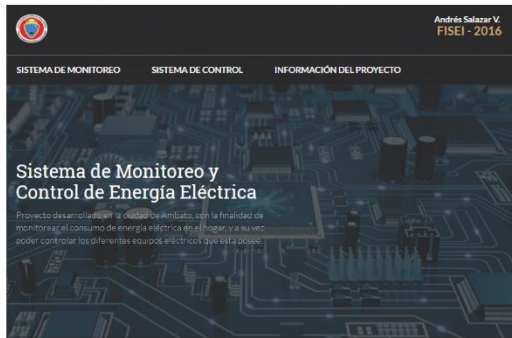 Andrés Salazar V.
FISEI - 2016
SISTEMA DE MONITOREO SISTEMA DE CONTROL INFORMACIÓN DEL PROYECTO
Sistema de Monitoreo y
Control de Energía Eléctrica
Proyecto desarrollado en la ciudad de Ambato, con la finalidad de
monitorear el consumo de energía eléctrica en el hogar, y a su vez
poder controlar los diferentes equipos eléctricos que esta posee.